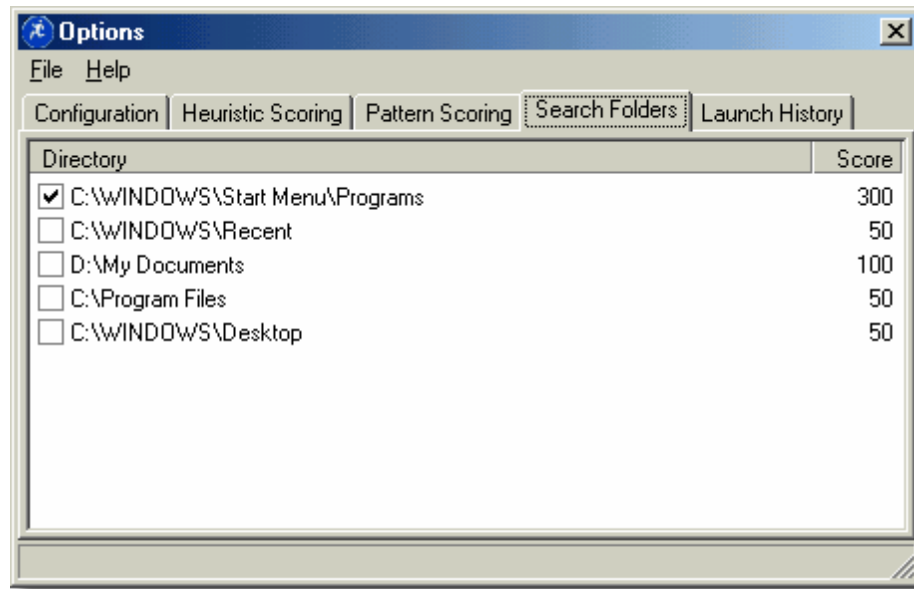 Options
File Help
Configuration Heuristic Scoring Pattern Scoring Search Folders Launch History
Directory Score
C:\WINDOWS\Start Menu\Programs 300
C:\WINDOWS\Recent 50
D:\My Documents 100
C:\Program Files 50
C:\WINDOWS\Desktop 50